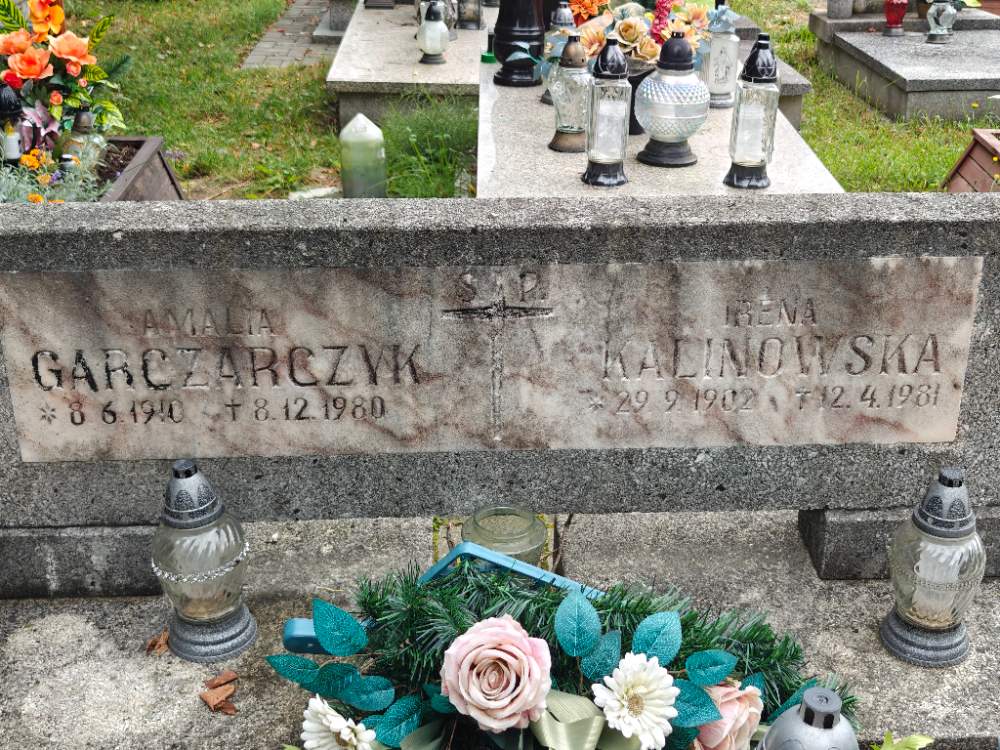 Ś. P.
AMALIA
GARCZARCZYK
* 8.6.1910 ✝ 8.12.1980
IRENA
KALINOWSKA
* 29.9.1902 ✝ 12.4.1981